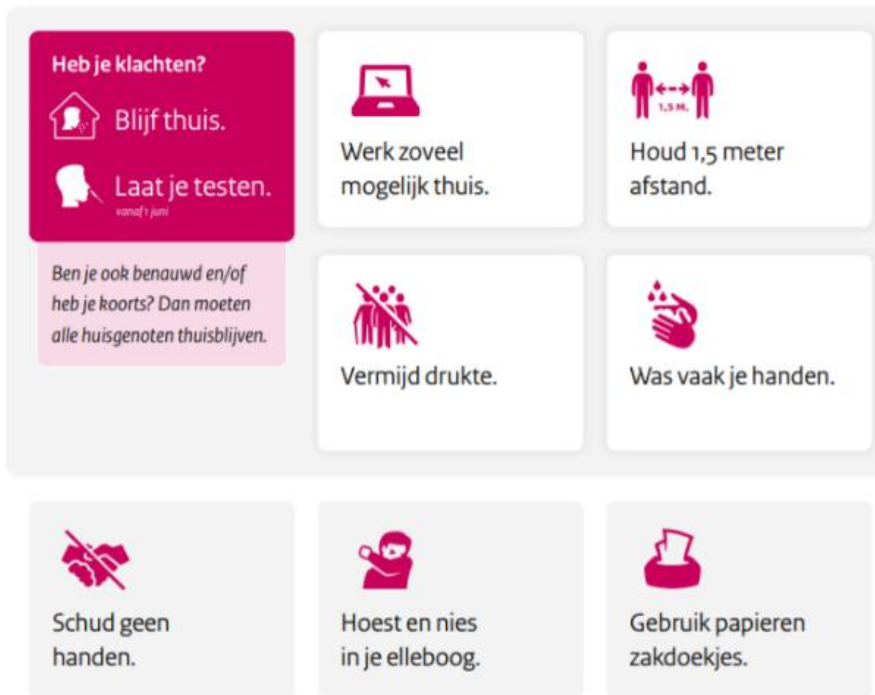 Heb je klachten?
Blijf thuis.
Laat je testen.
vanaf 1 juni
Ben je ook benauwd en/of
heb je koorts? Dan moeten
alle huisgenoten thuisblijven.
Werk zoveel
mogelijk thuis.
1,5 M.
Houd 1,5 meter
afstand.
Vermijd drukte.
Was vaak je handen.
Schud geen
handen.
Hoest en nies
in je elleboog.
Gebruik papieren
zakdoekjes.